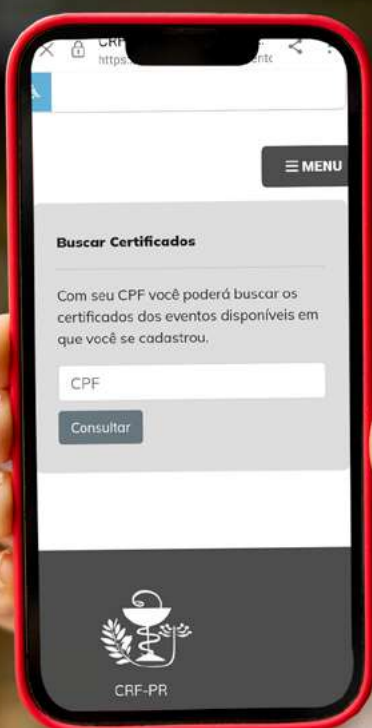 https
≡ MENU
Buscar Certificados
Com seu CPF você poderá buscar os
certificados dos eventos disponíveis em
que você se cadastrou.
CPF
Consultar
CRF-PR